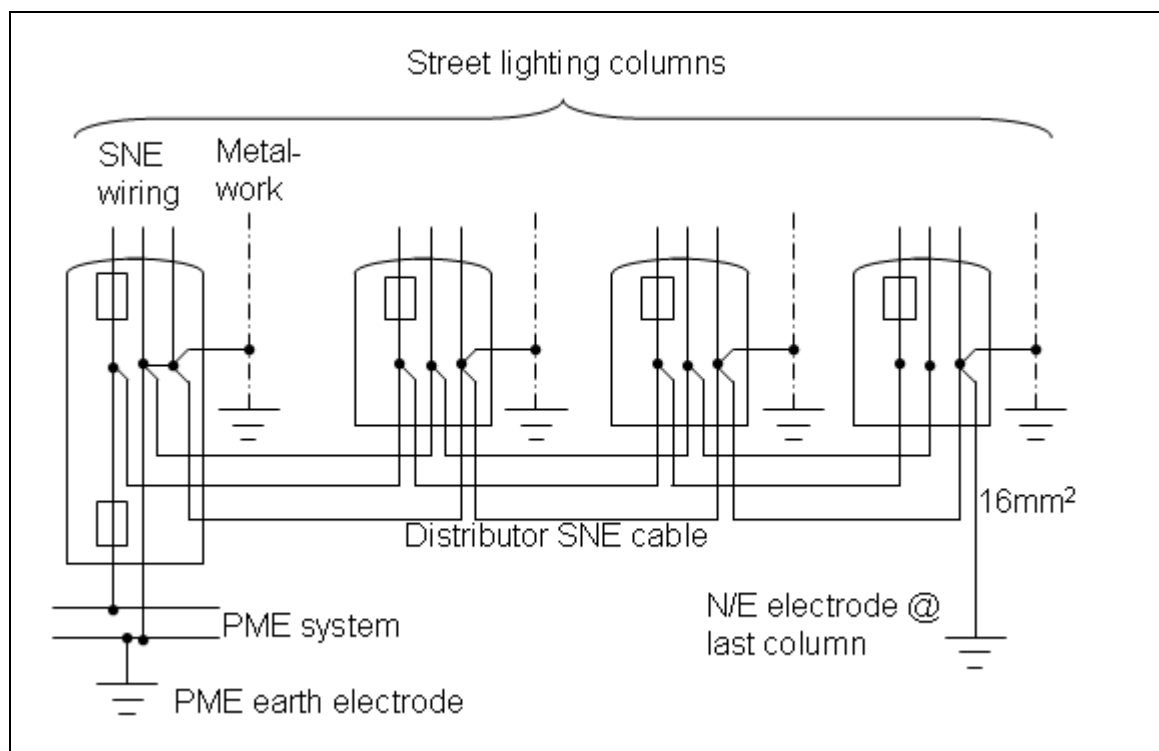 Street lighting columns
SNE
wiring
Metal-
work
16mm²
Distributor SNE cable
N/E electrode @
last column
PME system
PME earth electrode